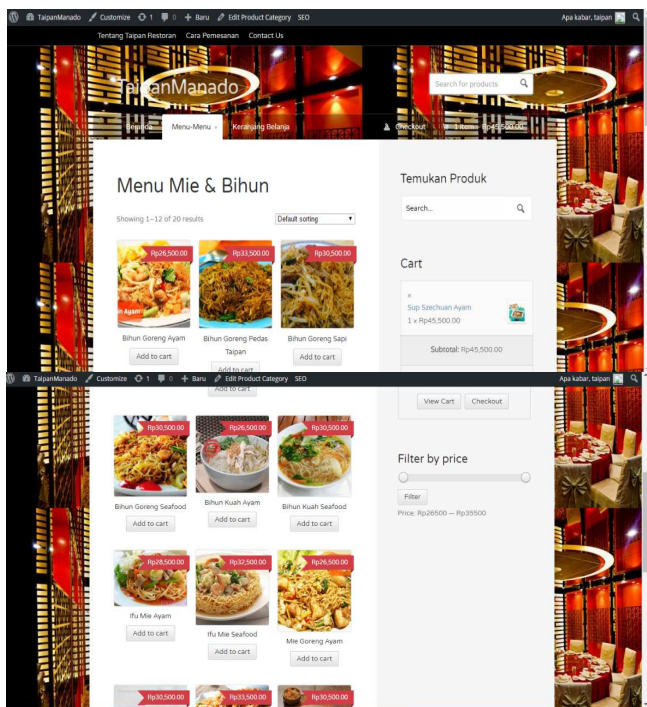 TaipanManado Customize 1 0 + Baru Edit Product Category SEO Apa kabar, taipan
Tentang Taipan Restoran Cara Pemesanan Contact Us
TaipanManado
Search for products
Beranda Menu-Menu Keranjang Belanja Checkout 1 item - Rp45,500.00
Menu Mie & Bihun
Showing 1–12 of 20 results
Default sorting
Temukan Produk
Search...
Cart
×
Sup Szechuan Ayam
1 x Rp45,500.00
Subtotal: Rp45,500.00
Rp26,500.00 Rp33,500.00 Rp30,500.00
Bihun Goreng Ayam
Add to cart
Bihun Goreng Pedas
Taipan
Add to cart
Bihun Goreng Sapi
Add to cart
TaipanManado Customize 1 0 + Baru Edit Product Category SEO Apa kabar, taipan
Add to cart
View Cart Checkout
Filter by price
Filter
Price: Rp26500 — Rp35500
Rp30,500.00 Rp26,500.00 Rp30,500.00
Bihun Goreng Seafood
Add to cart
Bihun Kuah Ayam
Add to cart
Bihun Kuah Seafood
Add to cart
Rp28,500.00 Rp32,500.00 Rp26,500.00
Ifu Mie Ayam
Add to cart
Ifu Mie Seafood
Add to cart
Mie Goreng Ayam
Add to cart
Rp30,500.00 Rp33,500.00 Rp30,500.00